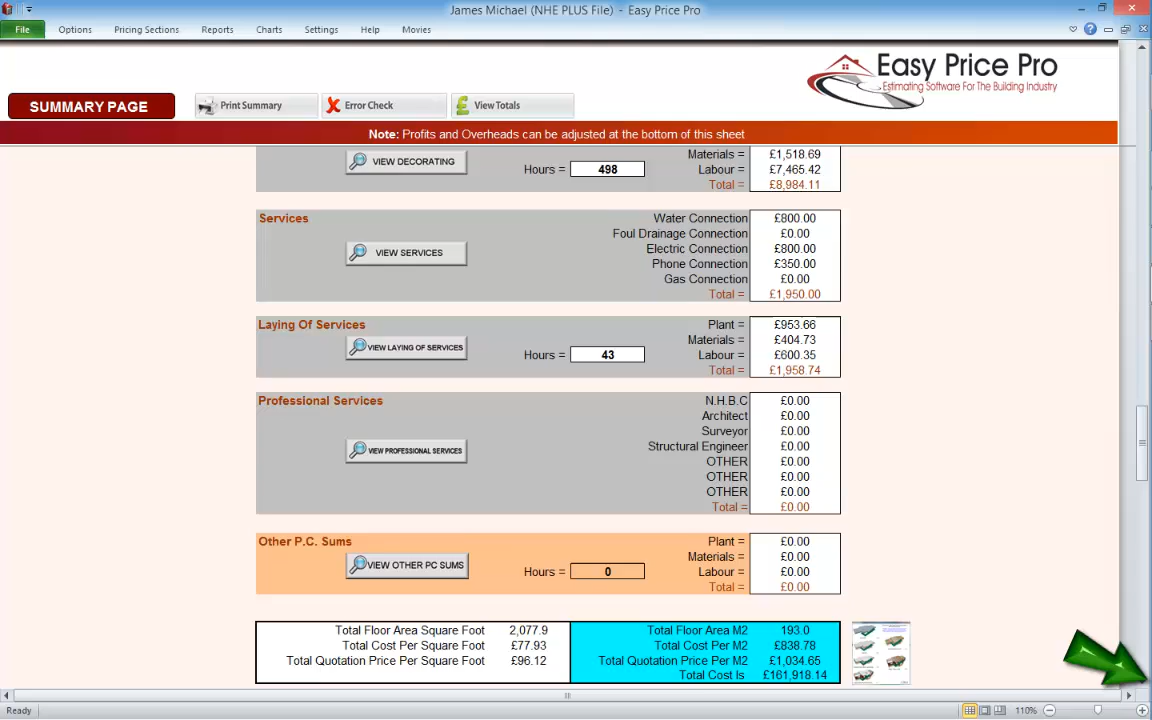 James Michael (NHE PLUS File) - Easy Price Pro
File Options Pricing Sections Reports Charts Settings Help Movies
Easy Price Pro
Estimating Software For The Building Industry
SUMMARY PAGE
Print Summary
Error Check
View Totals
Note: Profits and Overheads can be adjusted at the bottom of this sheet
Materials = £1,518.69
VIEW DECORATING
Hours = 498
Labour = £7,465.42
Total = £8,984.11
Services
Water Connection £800.00
Foul Drainage Connection £0.00
VIEW SERVICES
Electric Connection £800.00
Phone Connection £350.00
Gas Connection £0.00
Total = £1,950.00
Laying Of Services
Plant = £953.66
Materials = £404.73
VIEW LAYING OF SERVICES
Hours = 43
Labour = £600.35
Total = £1,958.74
Professional Services
N.H.B.C £0.00
Architect £0.00
Surveyor £0.00
VIEW PROFESSIONAL SERVICES
Structural Engineer £0.00
OTHER £0.00
OTHER £0.00
OTHER £0.00
Total = £0.00
Other P.C. Sums
Plant = £0.00
Materials = £0.00
VIEW OTHER PC SUMS
Hours = 0
Labour = £0.00
Total = £0.00
Total Floor Area Square Foot 2,077.9
Total Cost Per Square Foot £77.93
Total Quotation Price Per Square Foot £96.12
Total Floor Area M2 193.0
Total Cost Per M2 £838.78
Total Quotation Price Per M2 £1,034.65
Total Cost Is £161,918.14
Ready
110%